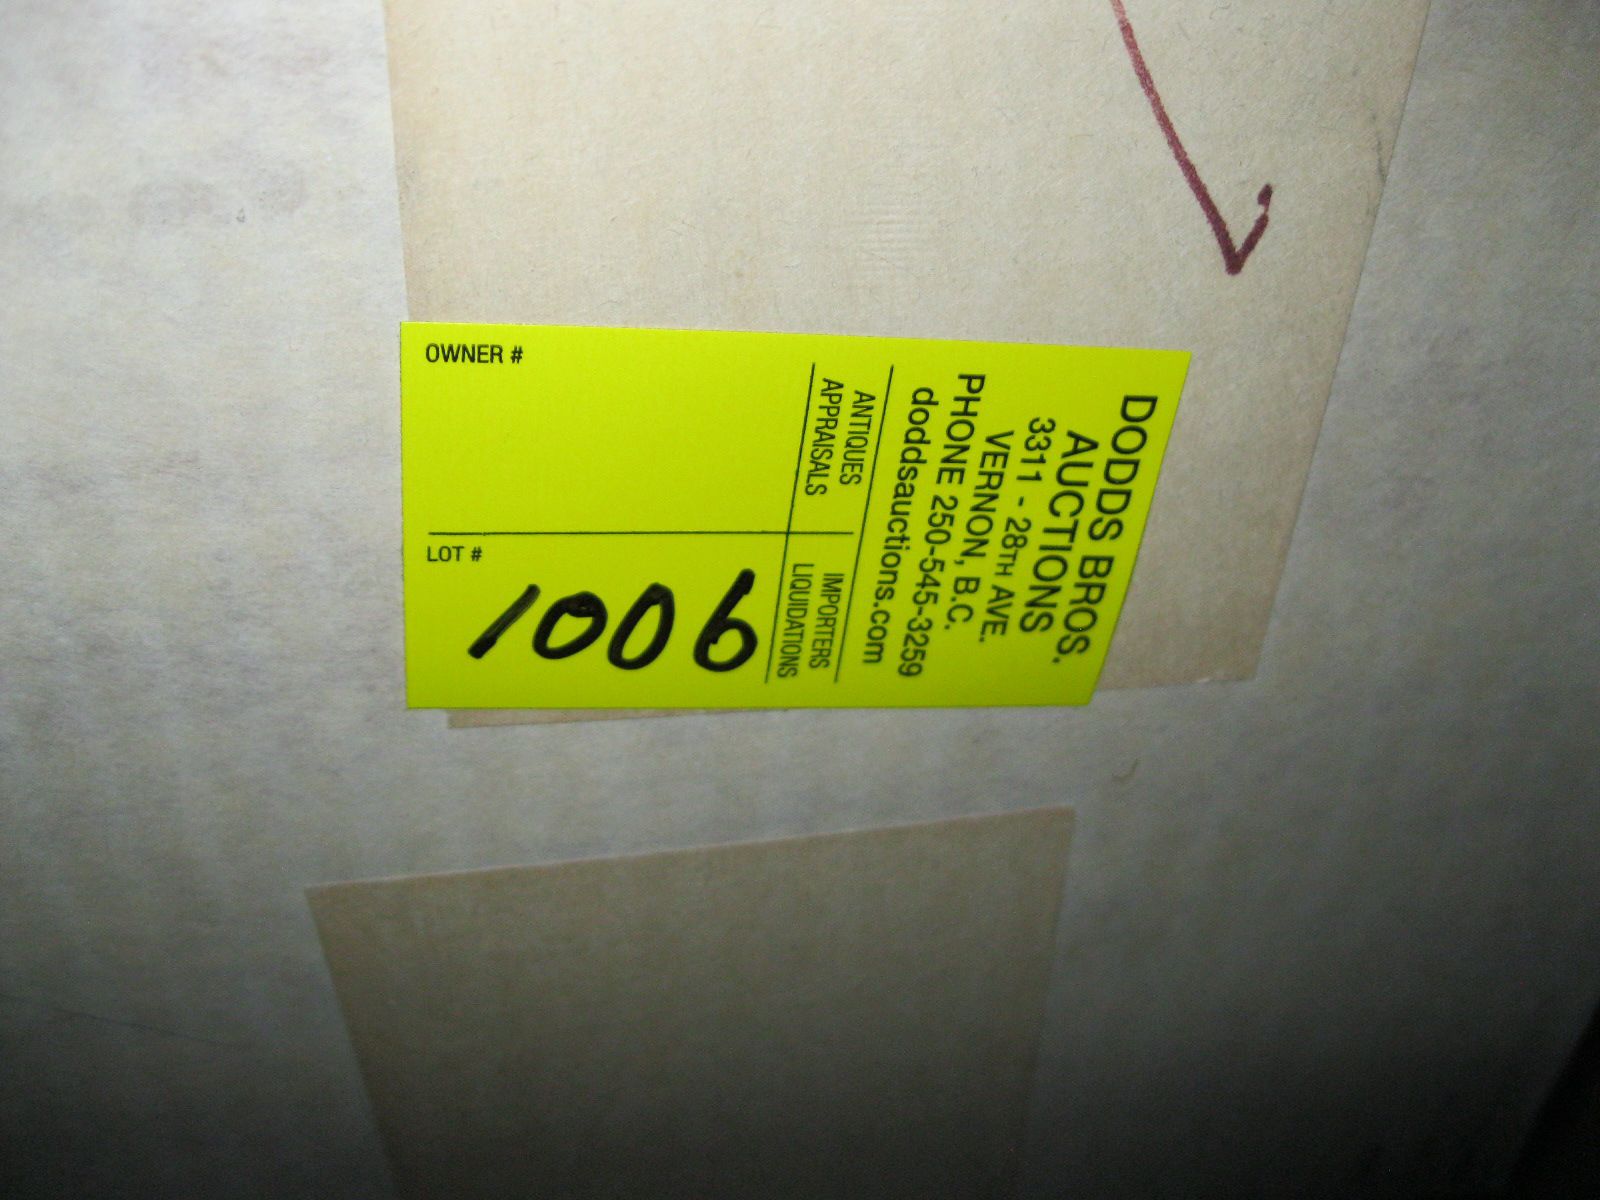 DODDS BROS.
AUCTIONS
3311 - 28TH AVE.
VERNON, B.C.
PHONE 250-545-3259
doddsauctions.com
ANTIQUES
APPRAISALS
IMPORTERS
LIQUIDATIONS
OWNER #
LOT #
1006